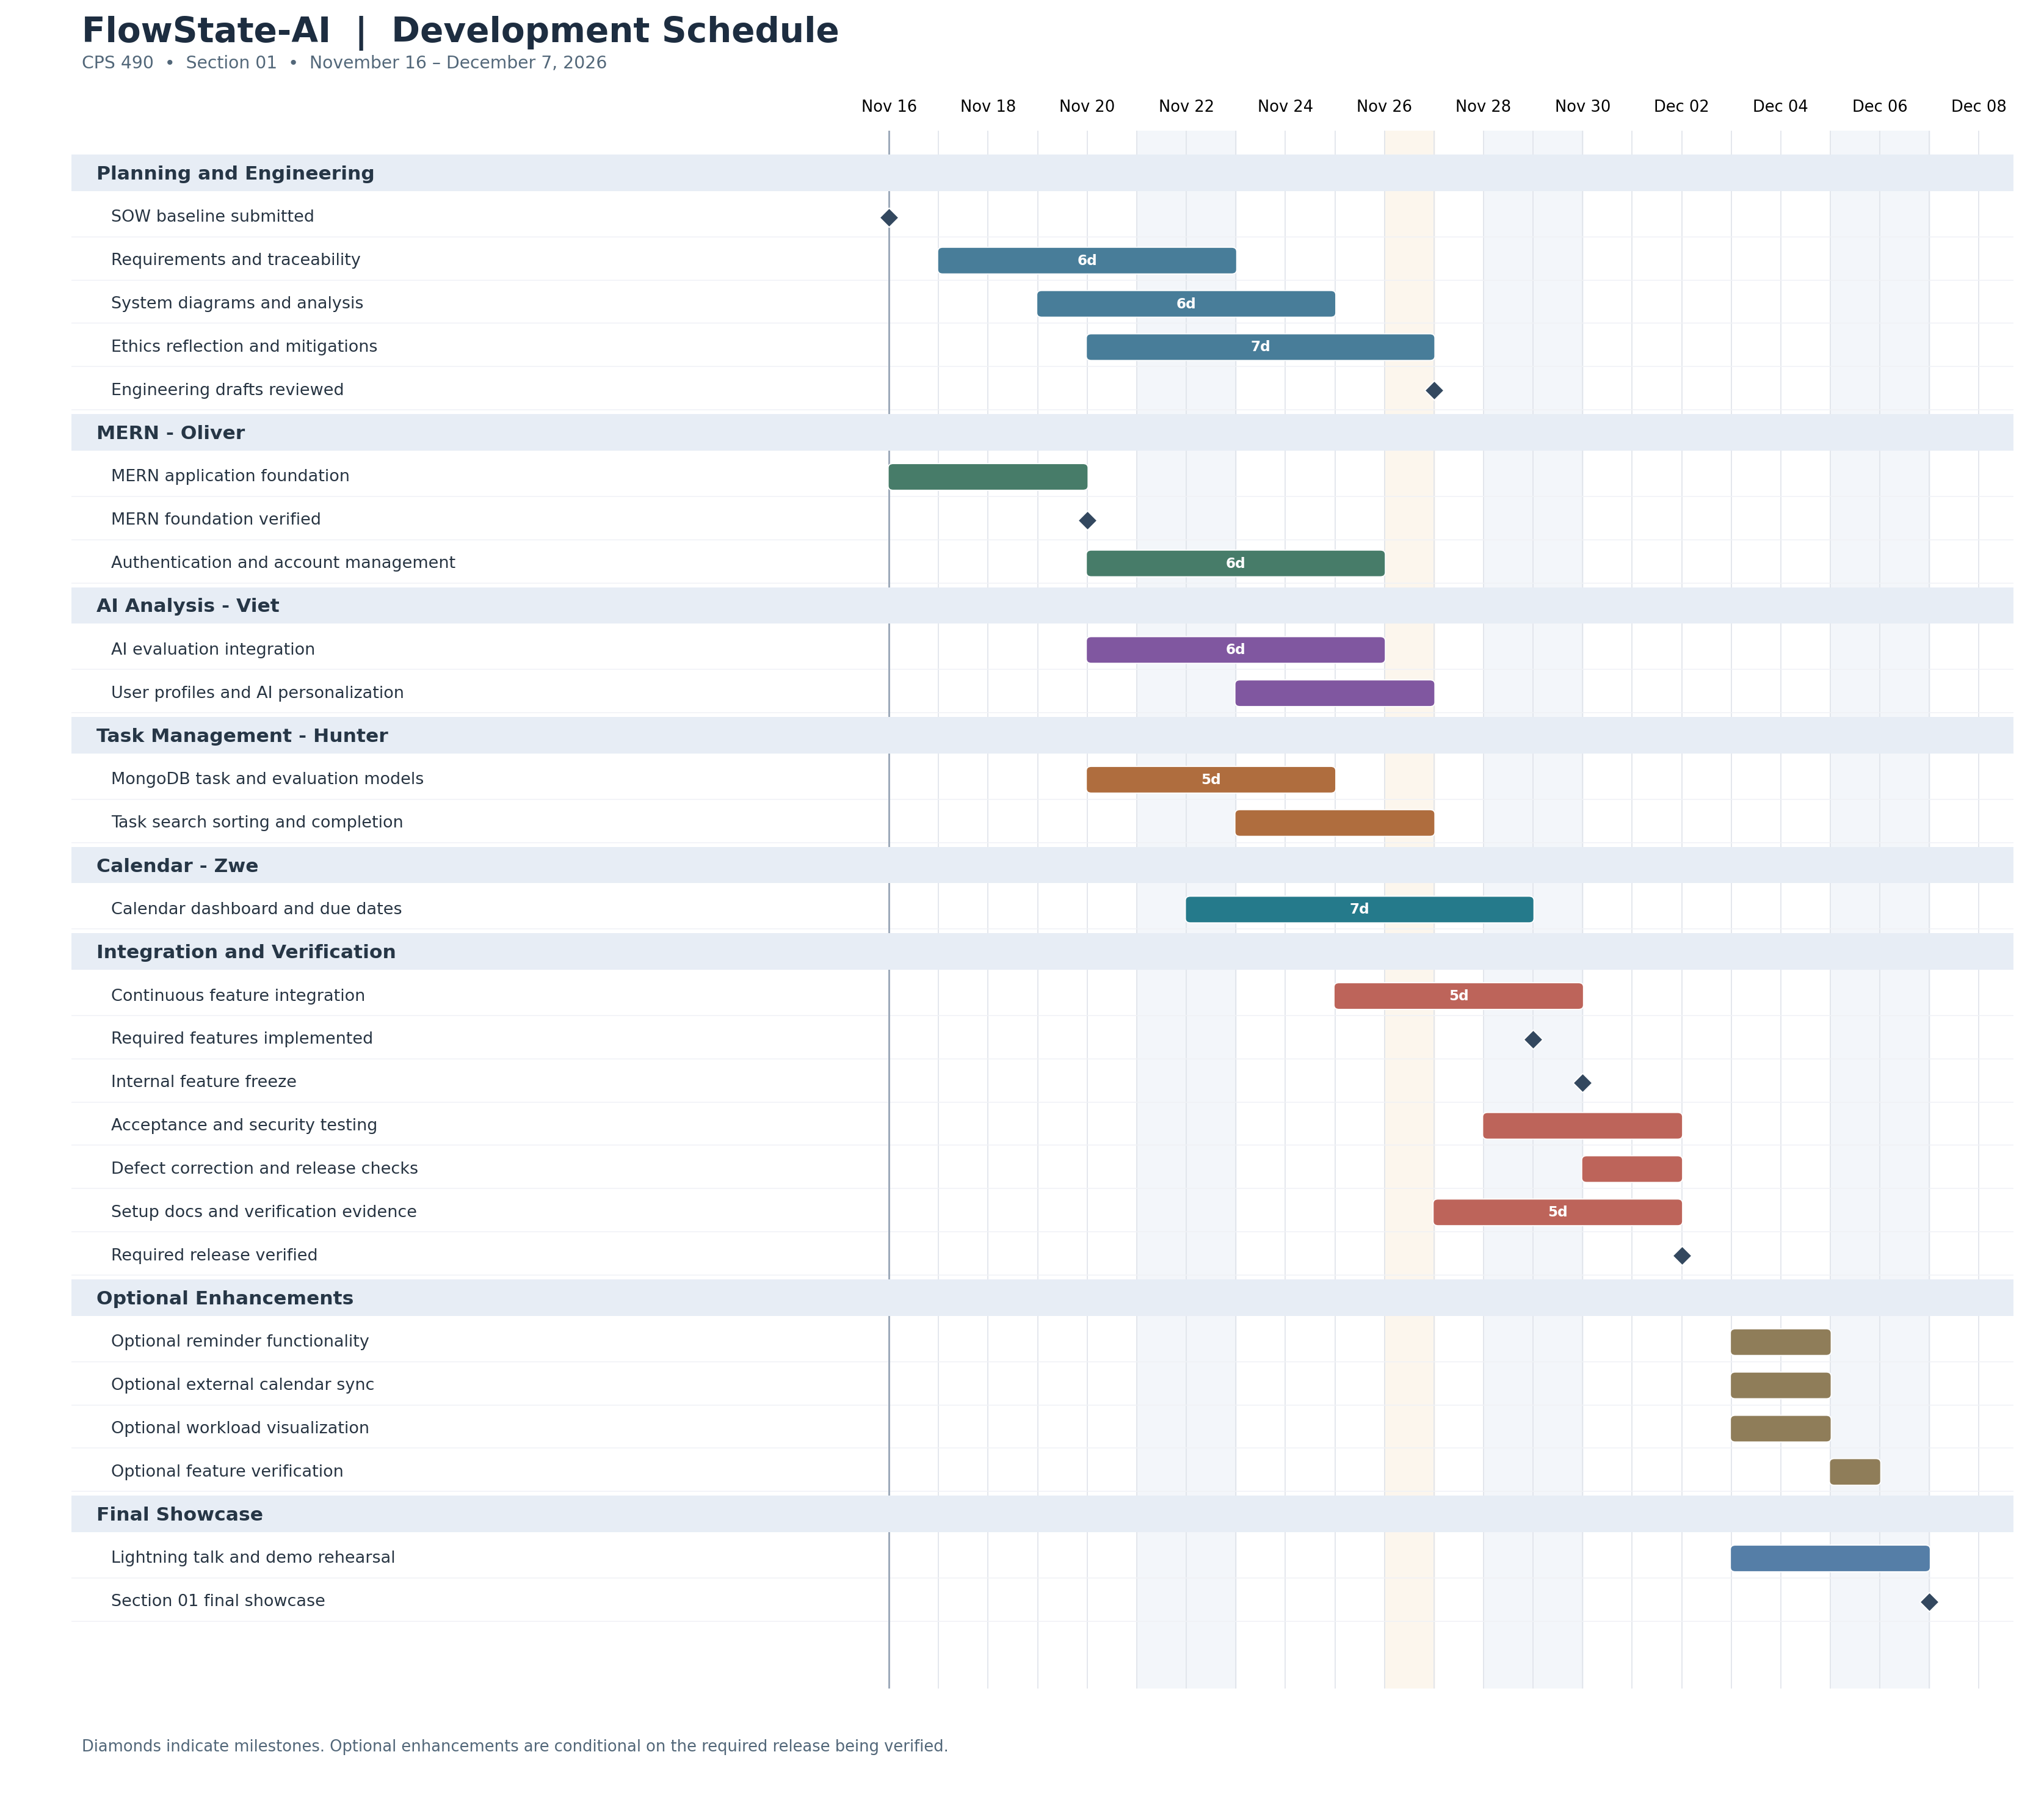 FlowState-AI | Development Schedule
CPS 490 • Section 01 • November 16 – December 7, 2026
Nov 16 Nov 18 Nov 20 Nov 22 Nov 24 Nov 26 Nov 28 Nov 30 Dec 02 Dec 04 Dec 06 Dec 08
Planning and Engineering
SOW baseline submitted
Requirements and traceability 6d
System diagrams and analysis 6d
Ethics reflection and mitigations 7d
Engineering drafts reviewed
MERN - Oliver
MERN application foundation
MERN foundation verified
Authentication and account management 6d
AI Analysis - Viet
AI evaluation integration 6d
User profiles and AI personalization
Task Management - Hunter
MongoDB task and evaluation models 5d
Task search sorting and completion
Calendar - Zwe
Calendar dashboard and due dates 7d
Integration and Verification
Continuous feature integration 5d
Required features implemented
Internal feature freeze
Acceptance and security testing
Defect correction and release checks
Setup docs and verification evidence 5d
Required release verified
Optional Enhancements
Optional reminder functionality
Optional external calendar sync
Optional workload visualization
Optional feature verification
Final Showcase
Lightning talk and demo rehearsal
Section 01 final showcase
Diamonds indicate milestones. Optional enhancements are conditional on the required release being verified.